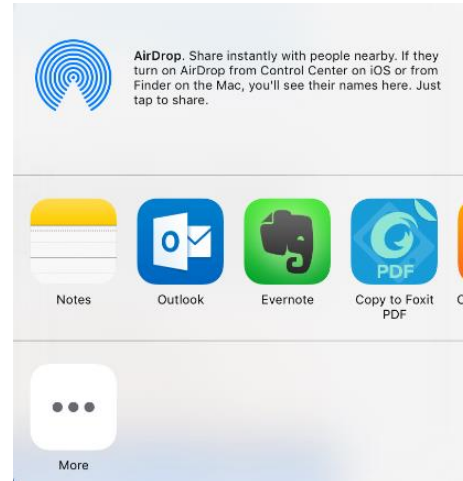 AirDrop. Share instantly with people nearby. If they
turn on AirDrop from Control Center on iOS or from
Finder on the Mac, you'll see their names here. Just
tap to share.
O
PDF
Notes
Outlook
Evernote
Copy to Foxit
PDF
C
More